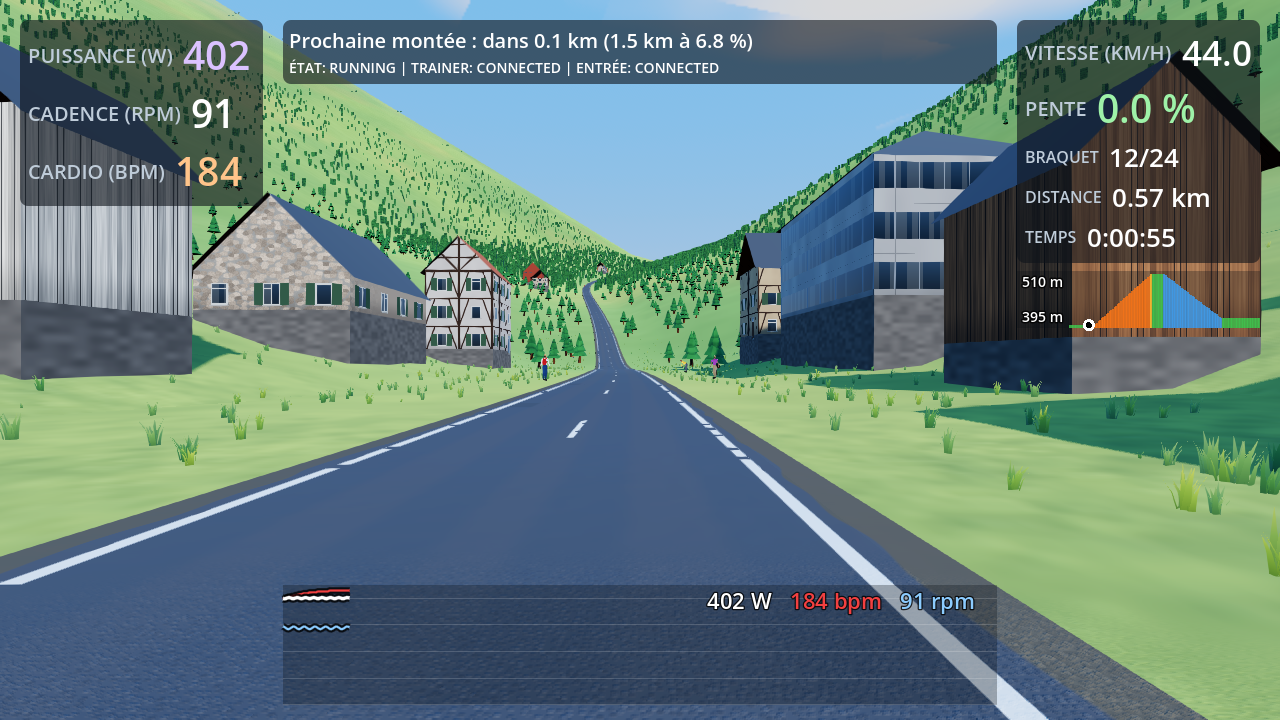 PUISSANCE (W) 402
CADENCE (RPM) 91
CARDIO (BPM) 184
Prochaine montée : dans 0.1 km (1.5 km à 6.8 %)
ÉTAT: RUNNING | TRAINER: CONNECTED | ENTRÉE: CONNECTED
VITESSE (KM/H) 44.0
PENTE 0.0 %
BRAQUET 12/24
DISTANCE 0.57 km
TEMPS 0:00:55
510 m
395 m
402 W 184 bpm 91 rpm